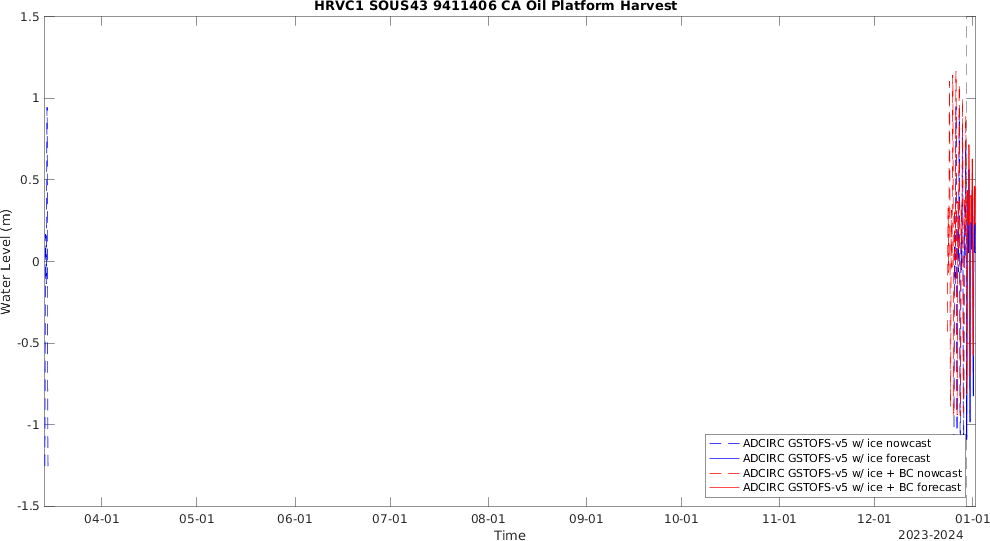 HRVC1 SOUS43 9411406 CA Oil Platform Harvest
1.5
1
0.5
0
-0.5
-1
-1.5
Water Level (m)
ADCIRC GSTOFS-v5 w/ ice nowcast
ADCIRC GSTOFS-v5 w/ ice forecast
ADCIRC GSTOFS-v5 w/ ice + BC nowcast
ADCIRC GSTOFS-v5 w/ ice + BC forecast
04-01 05-01 06-01 07-01 08-01 09-01 10-01 11-01 12-01 01-01
Time
2023-2024